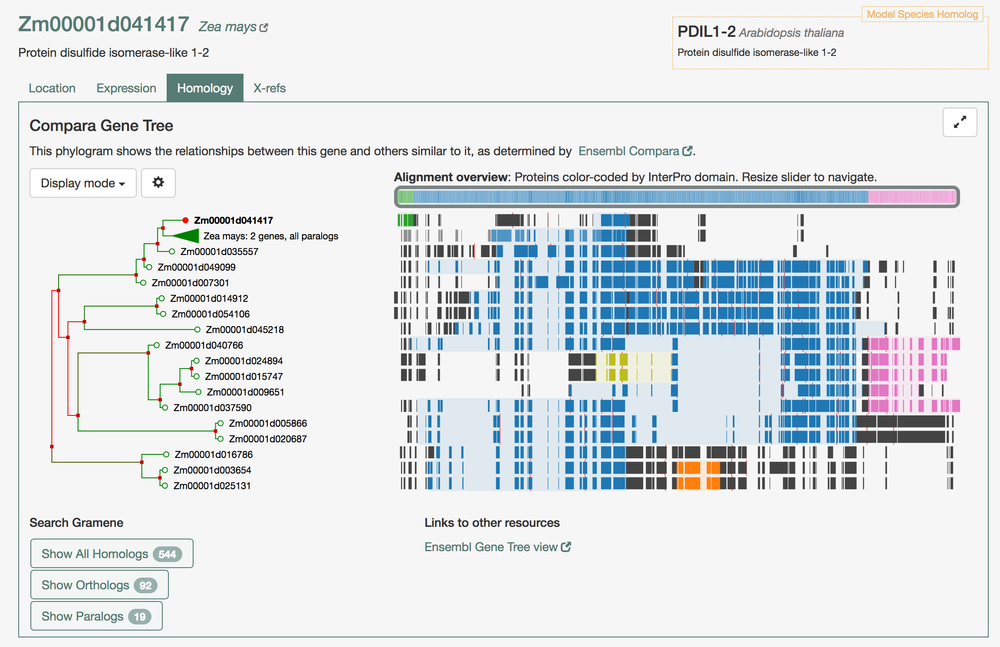 Zm00001d041417 Zea mays
Model Species Homolog
PDIL1-2 Arabidopsis thaliana
Protein disulfide isomerase-like 1-2
Protein disulfide isomerase-like 1-2
Location Expression Homology X-refs
Compara Gene Tree
This phylogram shows the relationships between this gene and others similar to it, as determined by Ensembl Compara.
Display mode
Alignment overview: Proteins color-coded by InterPro domain. Resize slider to navigate.
Zm00001d041417
Zea mays: 2 genes, all paralogs
Zm00001d035557
Zm00001d049099
Zm00001d007301
Zm00001d014912
Zm00001d054106
Zm00001d045218
Zm00001d040766
Zm00001d024894
Zm00001d015747
Zm00001d009651
Zm00001d037590
Zm00001d005866
Zm00001d020687
Zm00001d016786
Zm00001d003654
Zm00001d025131
Search Gramene
Show All Homologs 544
Show Orthologs 92
Show Paralogs 19
Links to other resources
Ensembl Gene Tree view